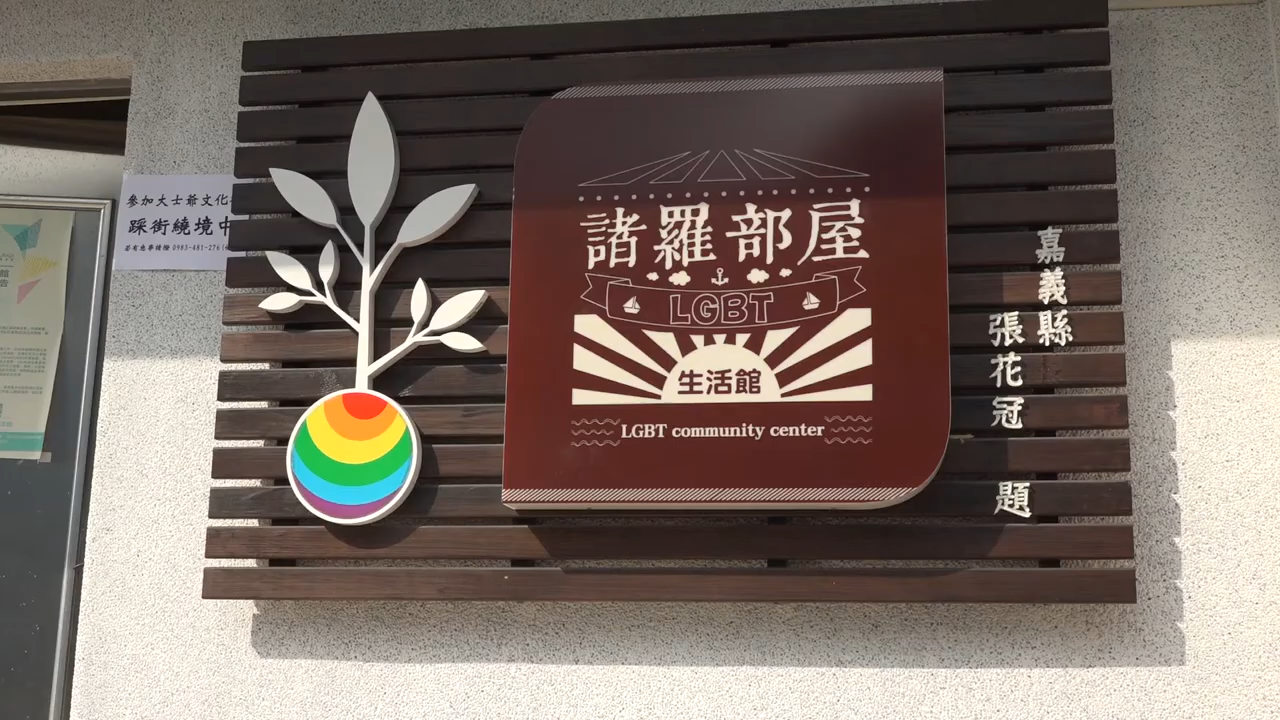 參加大士爺文化
踩街繞境中
諸羅部屋
LGBT
生活館
LGBT community center
嘉義縣
張花冠
題